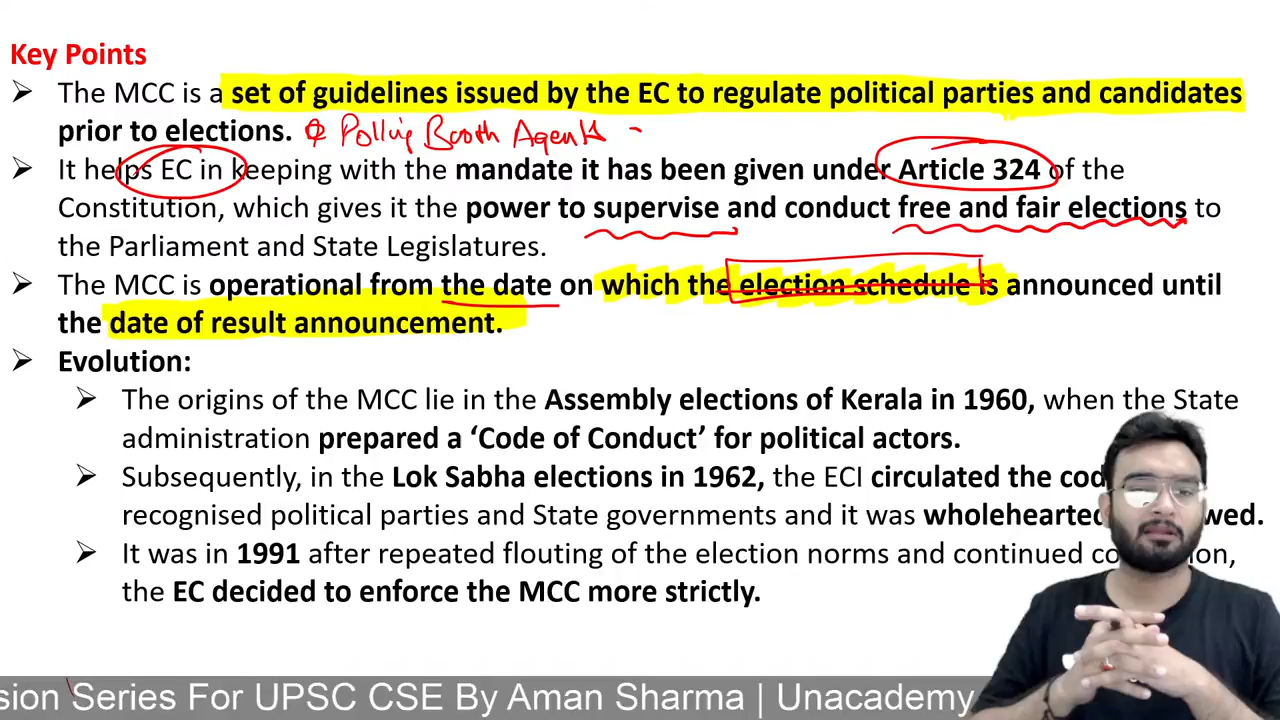 Key Points
➢ The MCC is a set of guidelines issued by the EC to regulate political parties and candidates
prior to elections. & Polling Booth Agents -
➢ It helps EC in keeping with the mandate it has been given under Article 324 of the
Constitution, which gives it the power to supervise and conduct free and fair elections to
the Parliament and State Legislatures.
➢ The MCC is operational from the date on which the election schedule is announced until
the date of result announcement.
➢ Evolution:
➢ The origins of the MCC lie in the Assembly elections of Kerala in 1960, when the State
administration prepared a ‘Code of Conduct’ for political actors.
➢ Subsequently, in the Lok Sabha elections in 1962, the ECI circulated the
recognised political parties and State governments and it was
➢ It was in 1991 after repeated flouting of the election norms and continued
the EC decided to enforce the MCC more strictly.
sion Series For UPSC CSE By Aman Sharma | Unacademy